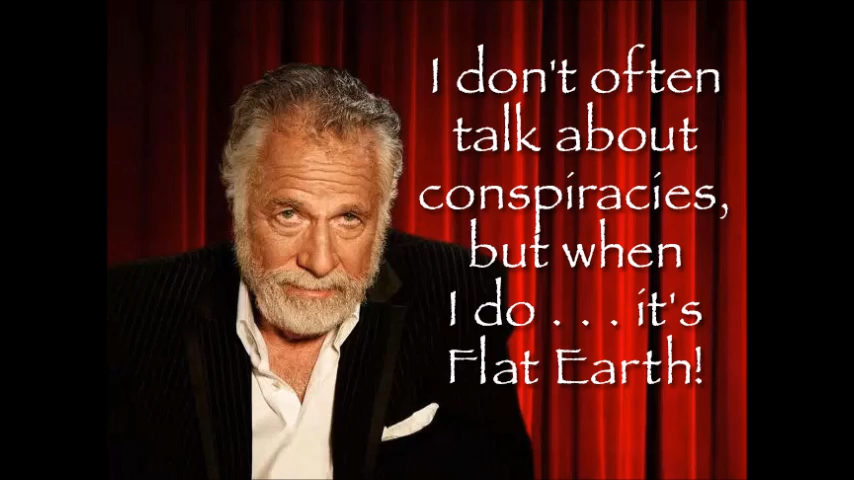 I don't often
talk about
conspiracies,
but when
I do . . . it's
Flat Earth!